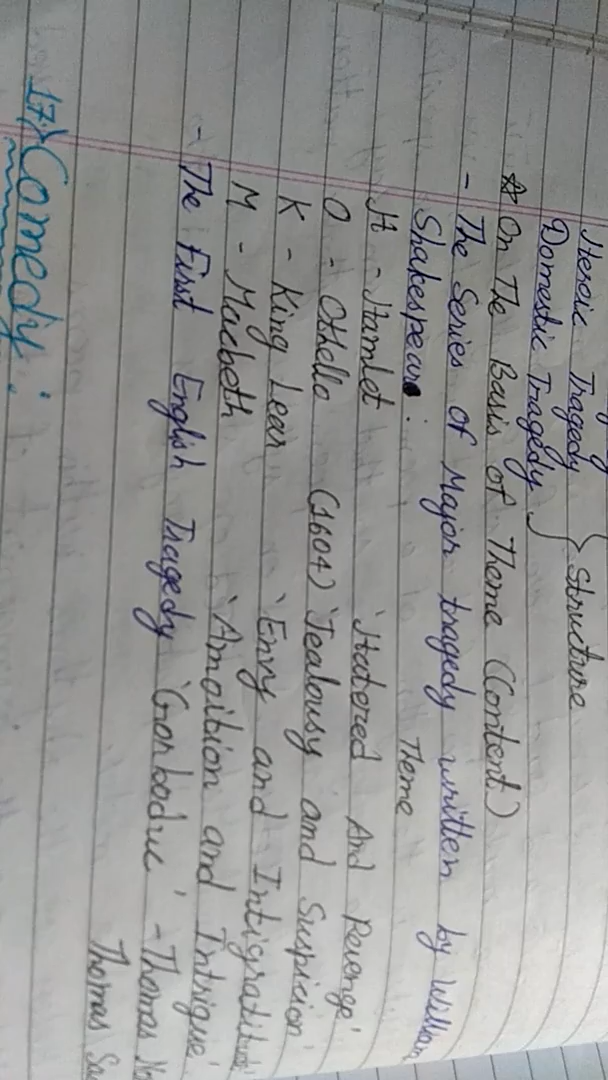 Heroic Tragedy
Domestic Tragedy } Structure
☆ On The Basis of Theme (Content)
- The Series of Major tragedy written by William
Shakespeare : Theme
H - Hamlet 'Hatered And Revenge'
O - Othello (1604) 'Jealousy and Suspicion'
K - King Lear 'Envy and Intigratitude'
M - Macbeth 'Amaibion and Intrigue'
- The First English Tragedy 'Gorboduc' - Thomas
Thomas
17.) Comedy :